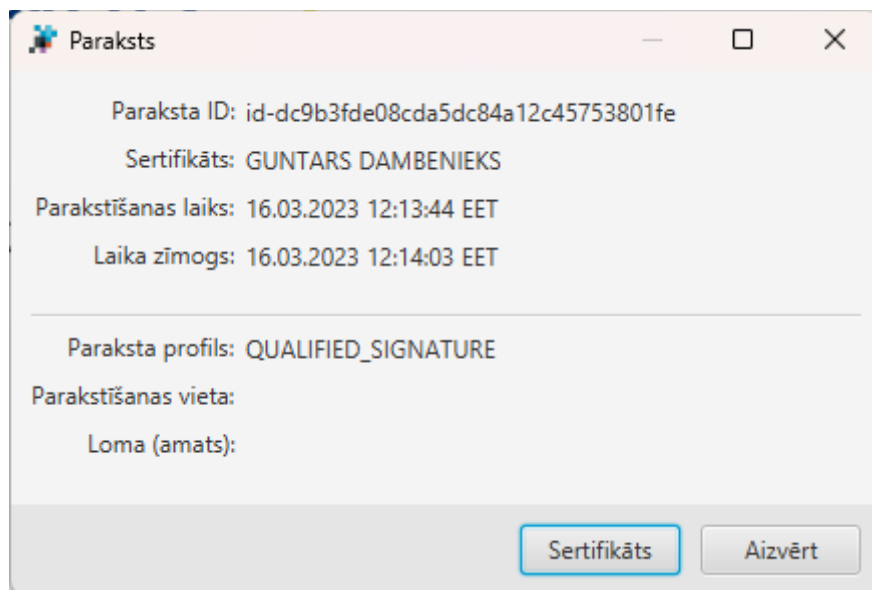 Paraksts
Paraksta ID: id-dc9b3fde08cda5dc84a12c45753801fe
Sertifikāts: GUNTARS DAMBENIEKS
Parakstīšanas laiks: 16.03.2023 12:13:44 EET
Laika zīmogs: 16.03.2023 12:14:03 EET
Paraksta profils: QUALIFIED_SIGNATURE
Parakstīšanas vieta:
Loma (amats):
Sertifikāts Aizvērt